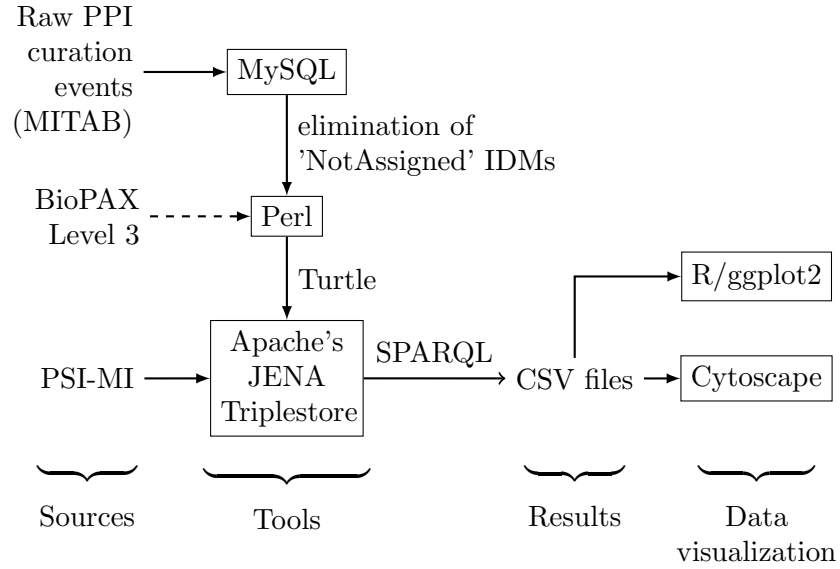 Raw PPI
curation
events
(MITAB)
MySQL
elimination of
'NotAssigned' IDMs
BioPAX
Level 3
Perl
Turtle
R/ggplot2
PSI-MI
Apache's
JENA
Triplestore
SPARQL
CSV files
Cytoscape
Sources
Tools
Results
Data
visualization